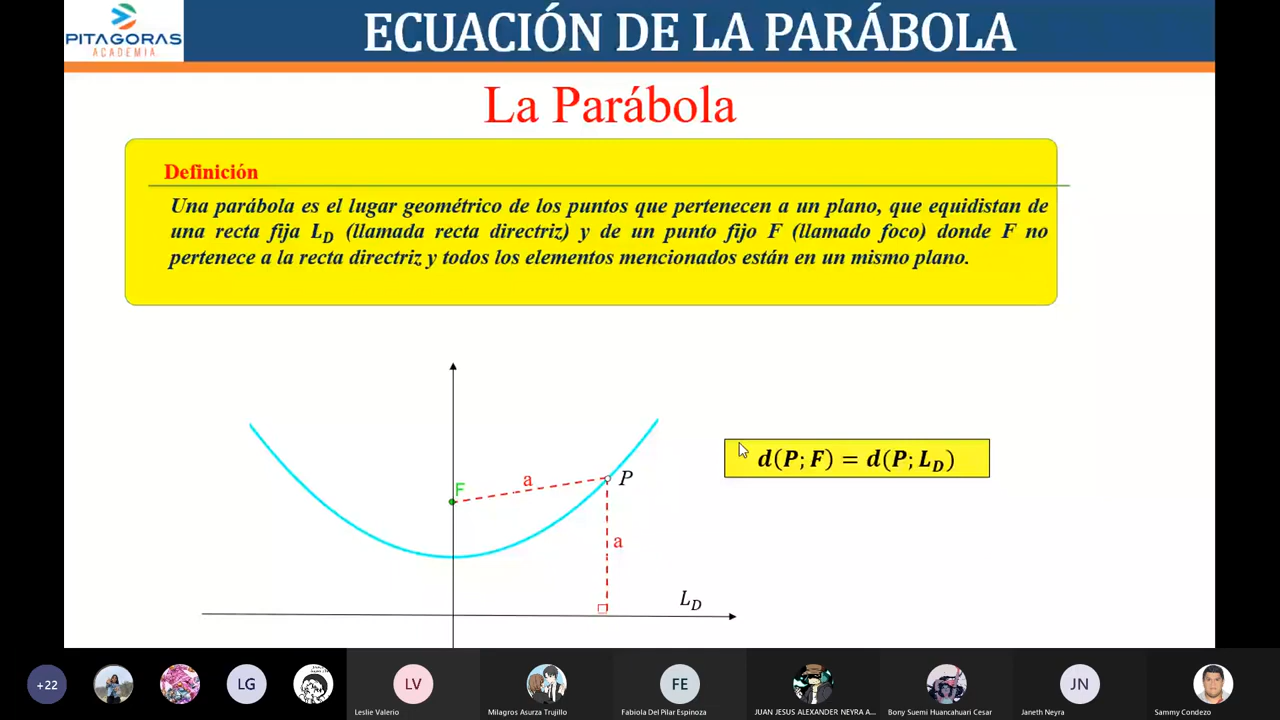 PITAGORAS
ACADEMIA
ECUACIÓN DE LA PARÁBOLA
La Parábola
Definición
Una parábola es el lugar geométrico de los puntos que pertenecen a un plano, que equidistan de
una recta fija L_D (llamada recta directriz) y de un punto fijo F (llamado foco) donde F no
pertenece a la recta directriz y todos los elementos mencionados están en un mismo plano.
F
a
P
d(P; F) = d(P; L_D)
a
L_D
+22
LG
LV
FE
JN
Leslie Valerio
Milagros Asurza Trujillo
Fabiola Del Pilar Espinoza
JUAN JESUS ALEXANDER NEYRA A...
Bony Suemi Huancahuari Cesar
Janeth Neyra
Sammy Condezo